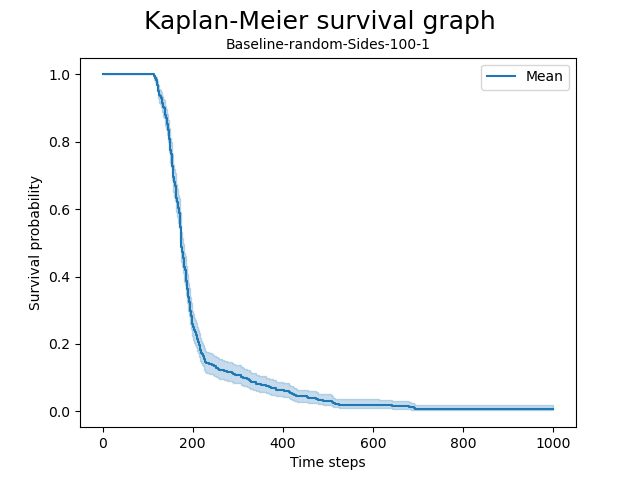 Kaplan-Meier survival graph
Baseline-random-Sides-100-1
Mean
Survival probability
1.0
0.8
0.6
0.4
0.2
0.0
0 200 400 600 800 1000
Time steps